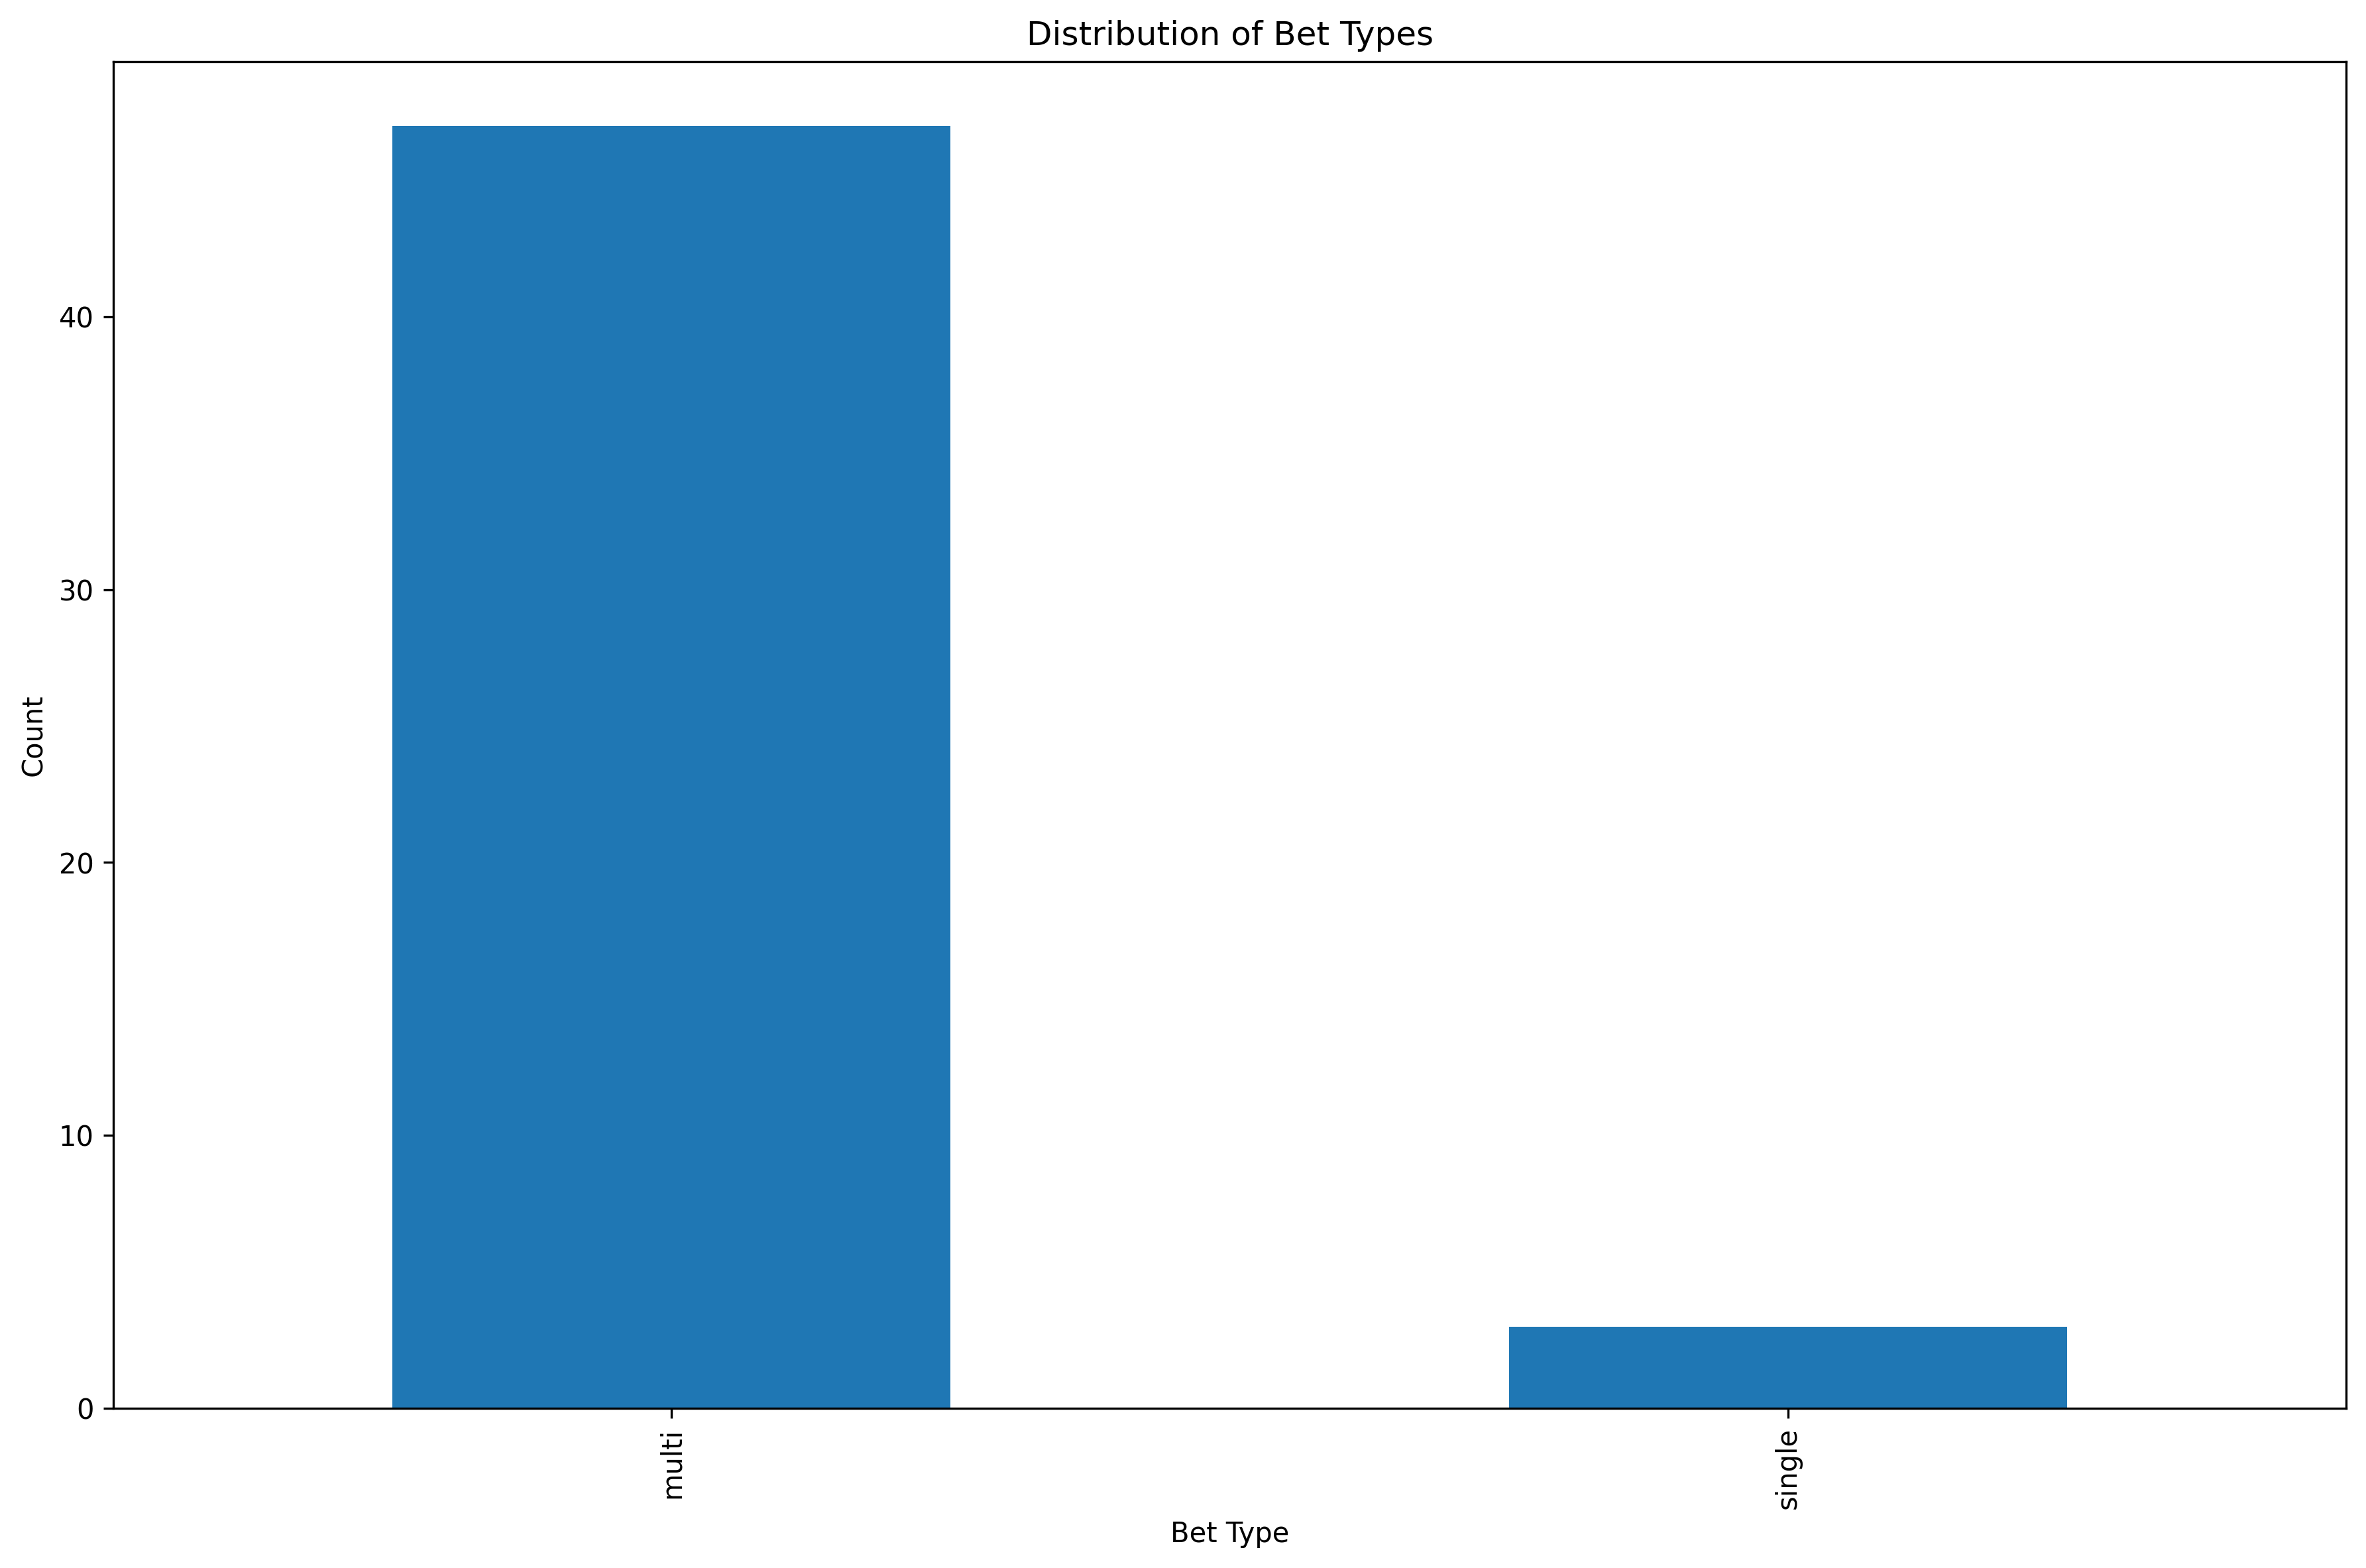 Distribution of Bet Types
Count
40
30
20
10
0
multi
single
Bet Type